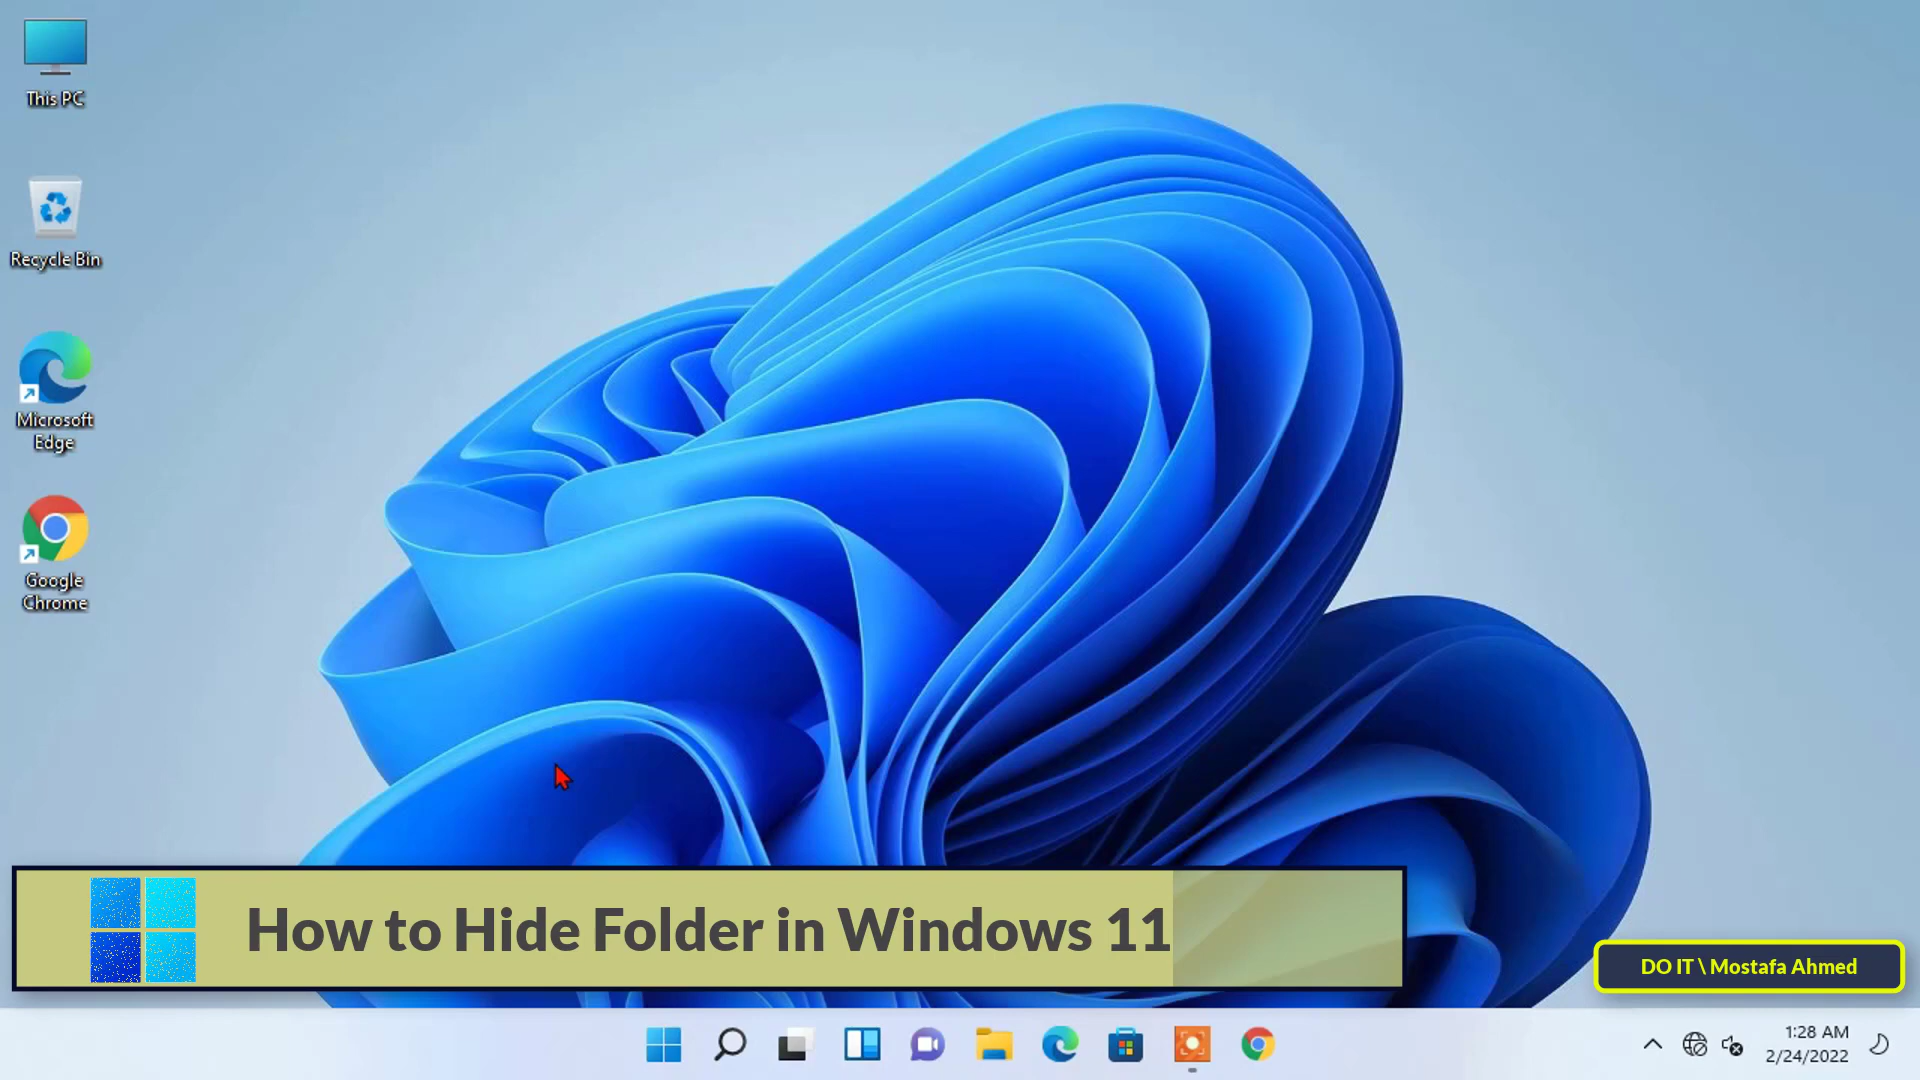 This PC
Recycle Bin
Microsoft
Edge
Google
Chrome
How to Hide Folder in Windows 11
DO IT \ Mostafa Ahmed
1:28 AM
2/24/2022